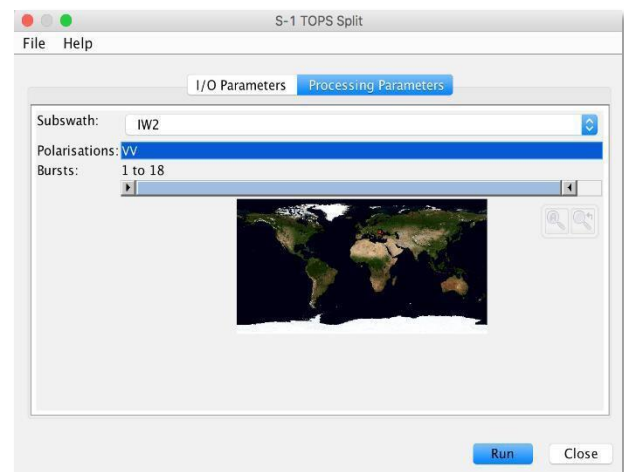 S-1 TOPS Split
File Help
I/O Parameters Processing Parameters
Subswath: IW2
Polarisations: VV
Bursts: 1 to 18
Run Close